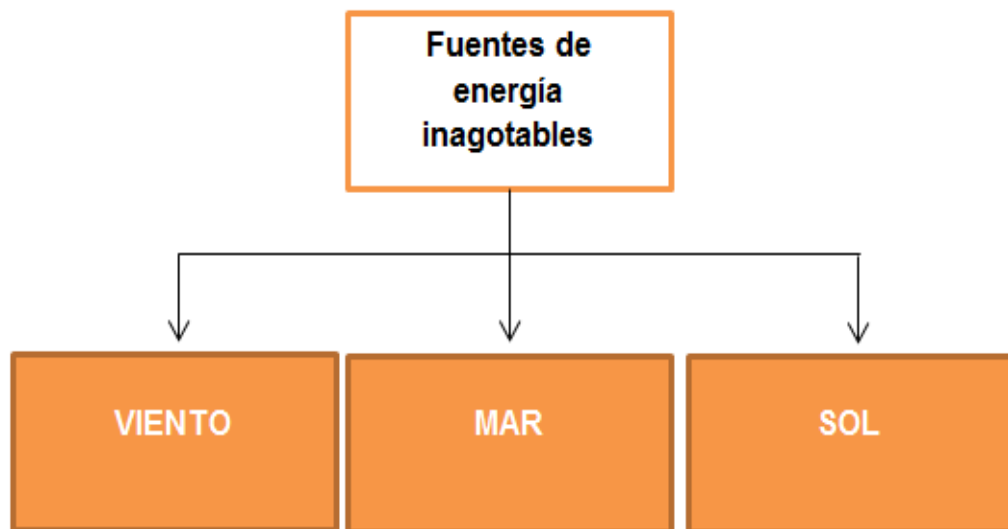 Fuentes de
energía
inagotables
VIENTO
MAR
SOL